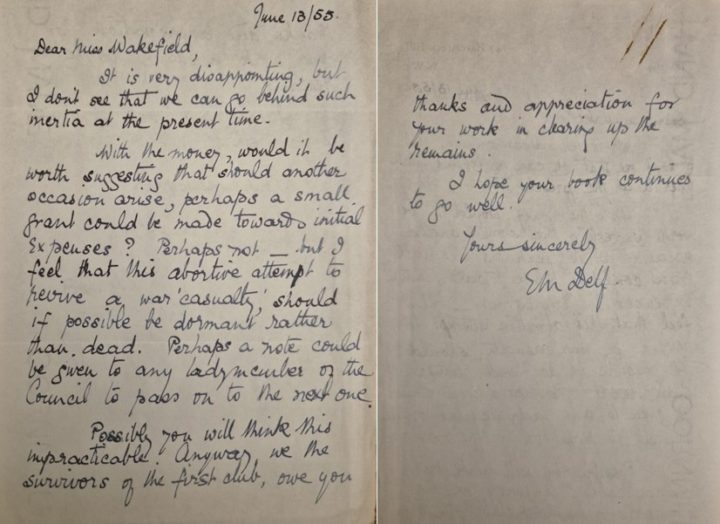 June 13/55.
Dear Miss Wakefield,
It is very disappointing, but
I don't see that we can go behind such
inertia at the present time.
With the money, would it be
worth suggesting that should another
occasion arise, perhaps a small
grant could be made towards initial
expenses? Perhaps not — but I
feel that this abortive attempt to
revive a war 'casualty' should
if possible be dormant rather
than dead. Perhaps a note could
be given to any lady member of the
Council to pass on to the next one.
Possibly you will think this
impracticable. Anyway, we the
survivors of the first club, owe you
thanks and appreciation for
your work in clearing up the
remains.
I hope your book continues
to go well.
Yours sincerely
EM Delf.